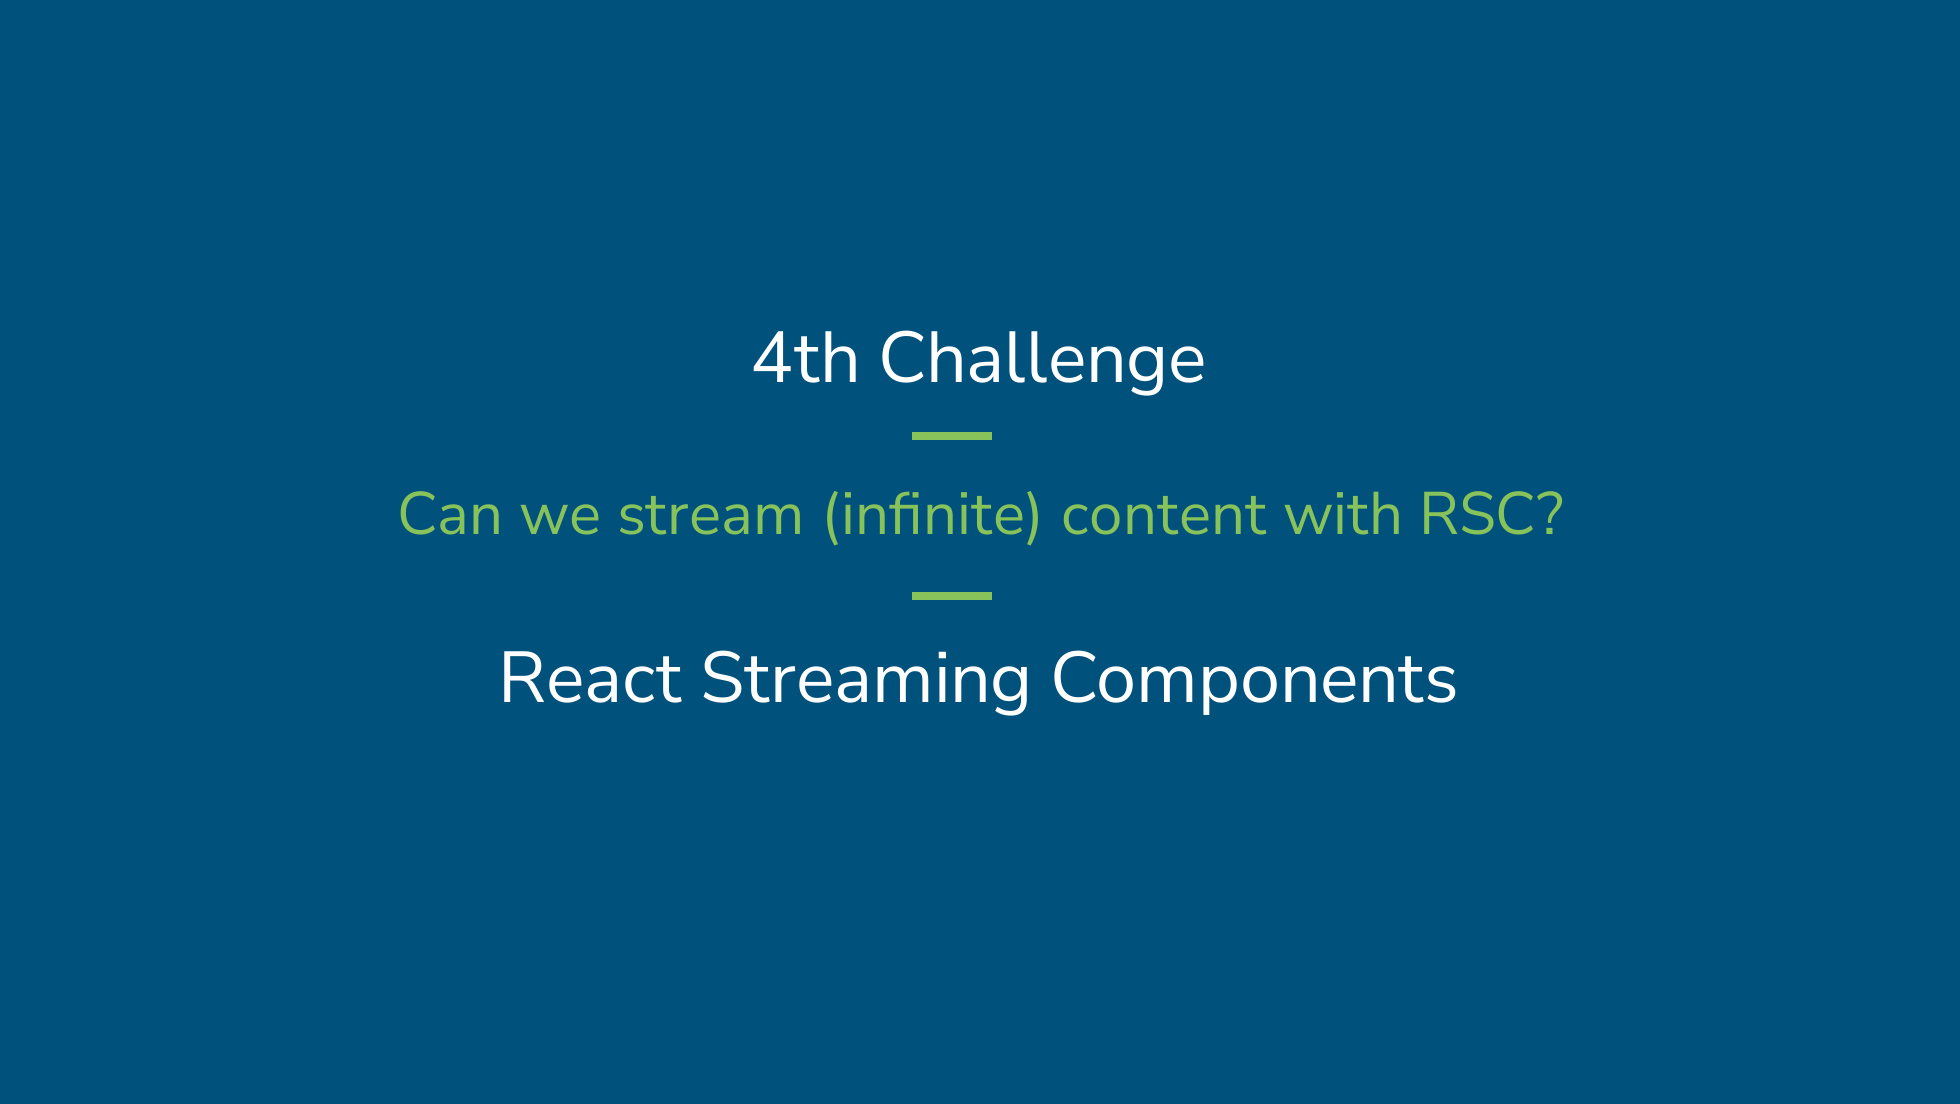 4th Challenge
Can we stream (infinite) content with RSC?
React Streaming Components